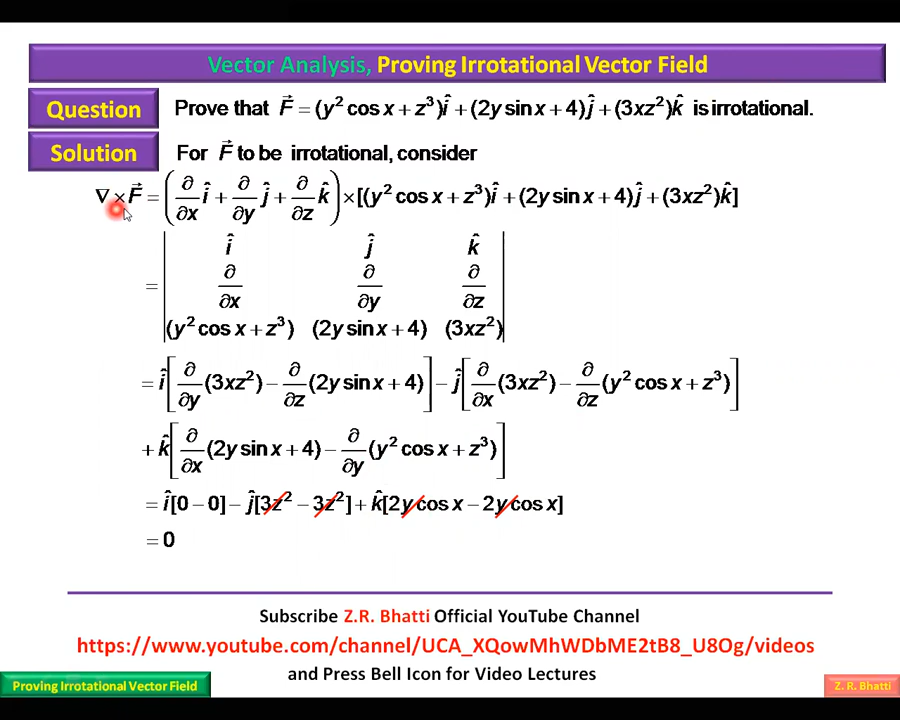 Vector Analysis, Proving Irrotational Vector Field
Question Prove that F⃗ = (y² cos x + z³)î + (2y sin x + 4)ĵ + (3xz²)k̂ is irrotational.
Solution For F⃗ to be irrotational, consider
∇ × F⃗ = (∂/∂x î + ∂/∂y ĵ + ∂/∂z k̂) × [(y² cos x + z³)î + (2y sin x + 4)ĵ + (3xz²)k̂]
= | î ĵ k̂ |
| ∂/∂x ∂/∂y ∂/∂z |
| (y² cos x + z³) (2y sin x + 4) (3xz²) |
= î[∂/∂y (3xz²) − ∂/∂z (2y sin x + 4)] − ĵ[∂/∂x (3xz²) − ∂/∂z (y² cos x + z³)]
+ k̂[∂/∂x (2y sin x + 4) − ∂/∂y (y² cos x + z³)]
= î[0 − 0] − ĵ[3z² − 3z²] + k̂[2y cos x − 2y cos x]
= 0
Subscribe Z.R. Bhatti Official YouTube Channel
https://www.youtube.com/channel/UCA_XQowMhWDbME2tB8_U8Og/videos
and Press Bell Icon for Video Lectures
Proving Irrotational Vector Field Z. R. Bhatti